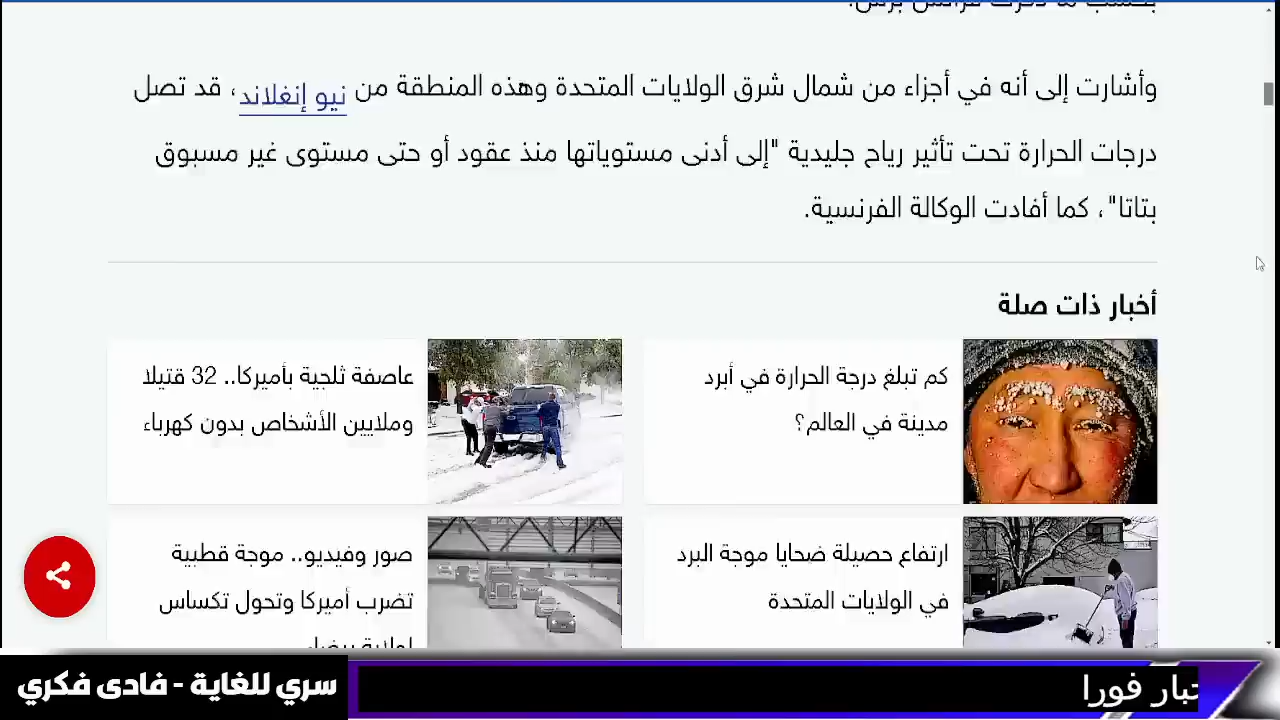 وأشارت إلى أنه في أجزاء من شمال شرق الولايات المتحدة وهذه المنطقة من نيو إنغلاند، قد تصل
درجات الحرارة تحت تأثير رياح جليدية "إلى أدنى مستوياتها منذ عقود أو حتى مستوى غير مسبوق
بتاتا"، كما أفادت الوكالة الفرنسية.
أخبار ذات صلة
كم تبلغ درجة الحرارة في أبرد
مدينة في العالم؟
عاصفة ثلجية بأميركا.. 32 قتيلا
وملايين الأشخاص بدون كهرباء
ارتفاع حصيلة ضحايا موجة البرد
في الولايات المتحدة
صور وفيديو.. موجة قطبية
تضرب أميركا وتحول تكساس
فورا
سري للغاية - فادى فكري